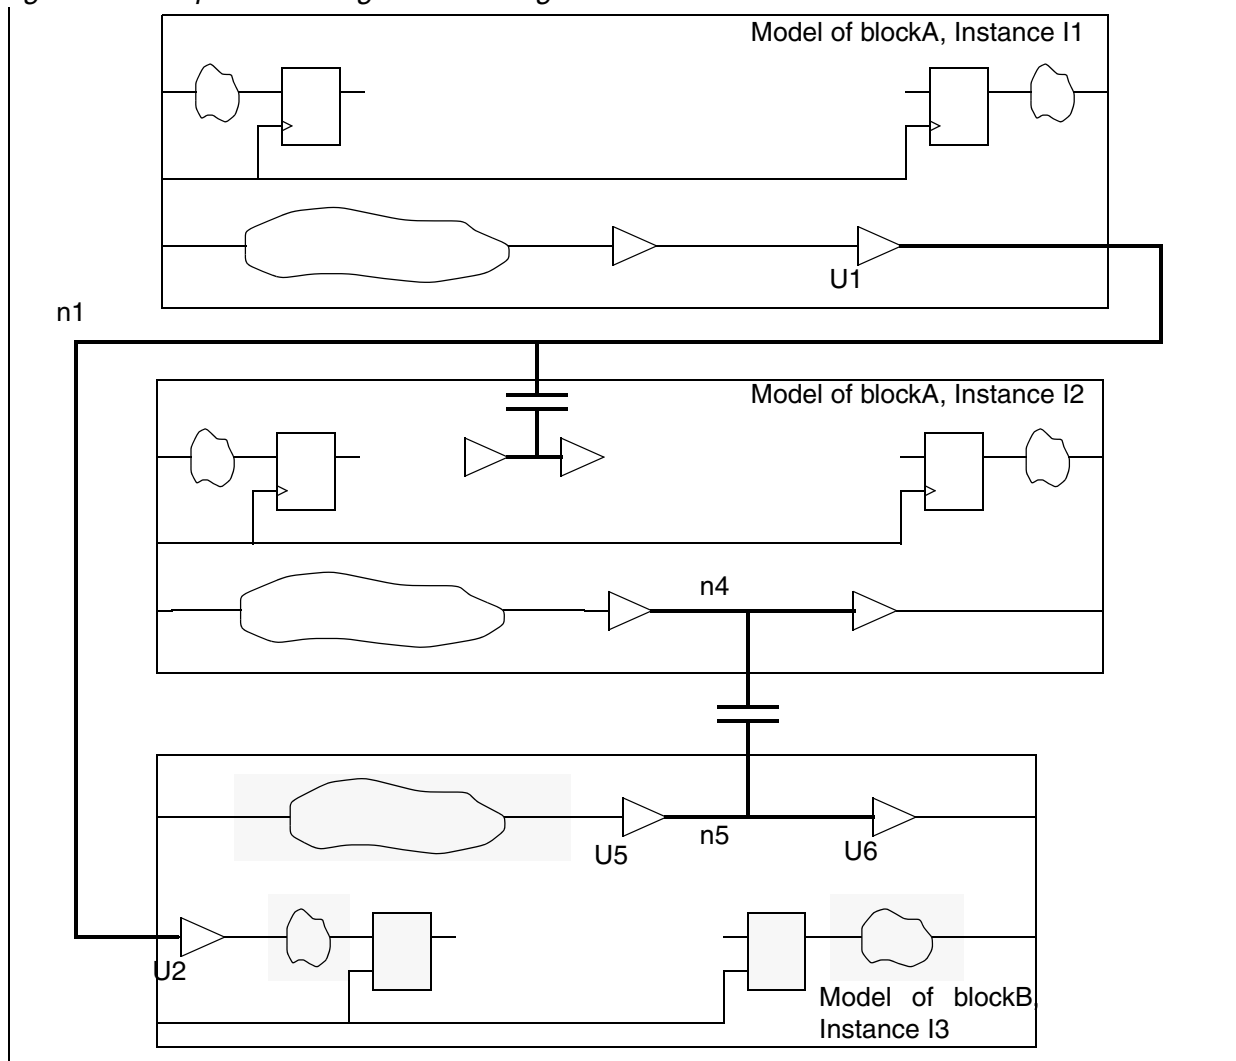 Model of blockA, Instance I1
U1
n1
Model of blockA, Instance I2
n4
n5
U5
U6
U2
Model of blockB,
Instance I3